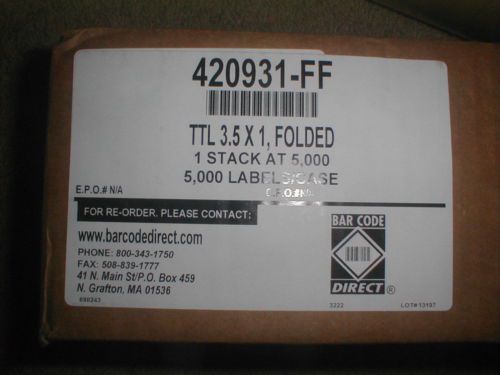 420931-FF
TTL 3.5 X 1, FOLDED
1 STACK AT 5,000
5,000 LABELS/CASE
E.P.O.# N/A
E.P.O.# N/A
FOR RE-ORDER. PLEASE CONTACT:
www.barcodedirect.com
PHONE: 800-343-1750
FAX: 508-839-1777
41 N. Main St/P.O. Box 459
N. Grafton, MA 01536
698243
BAR CODE
DIRECT®
3222
LOT# 13197